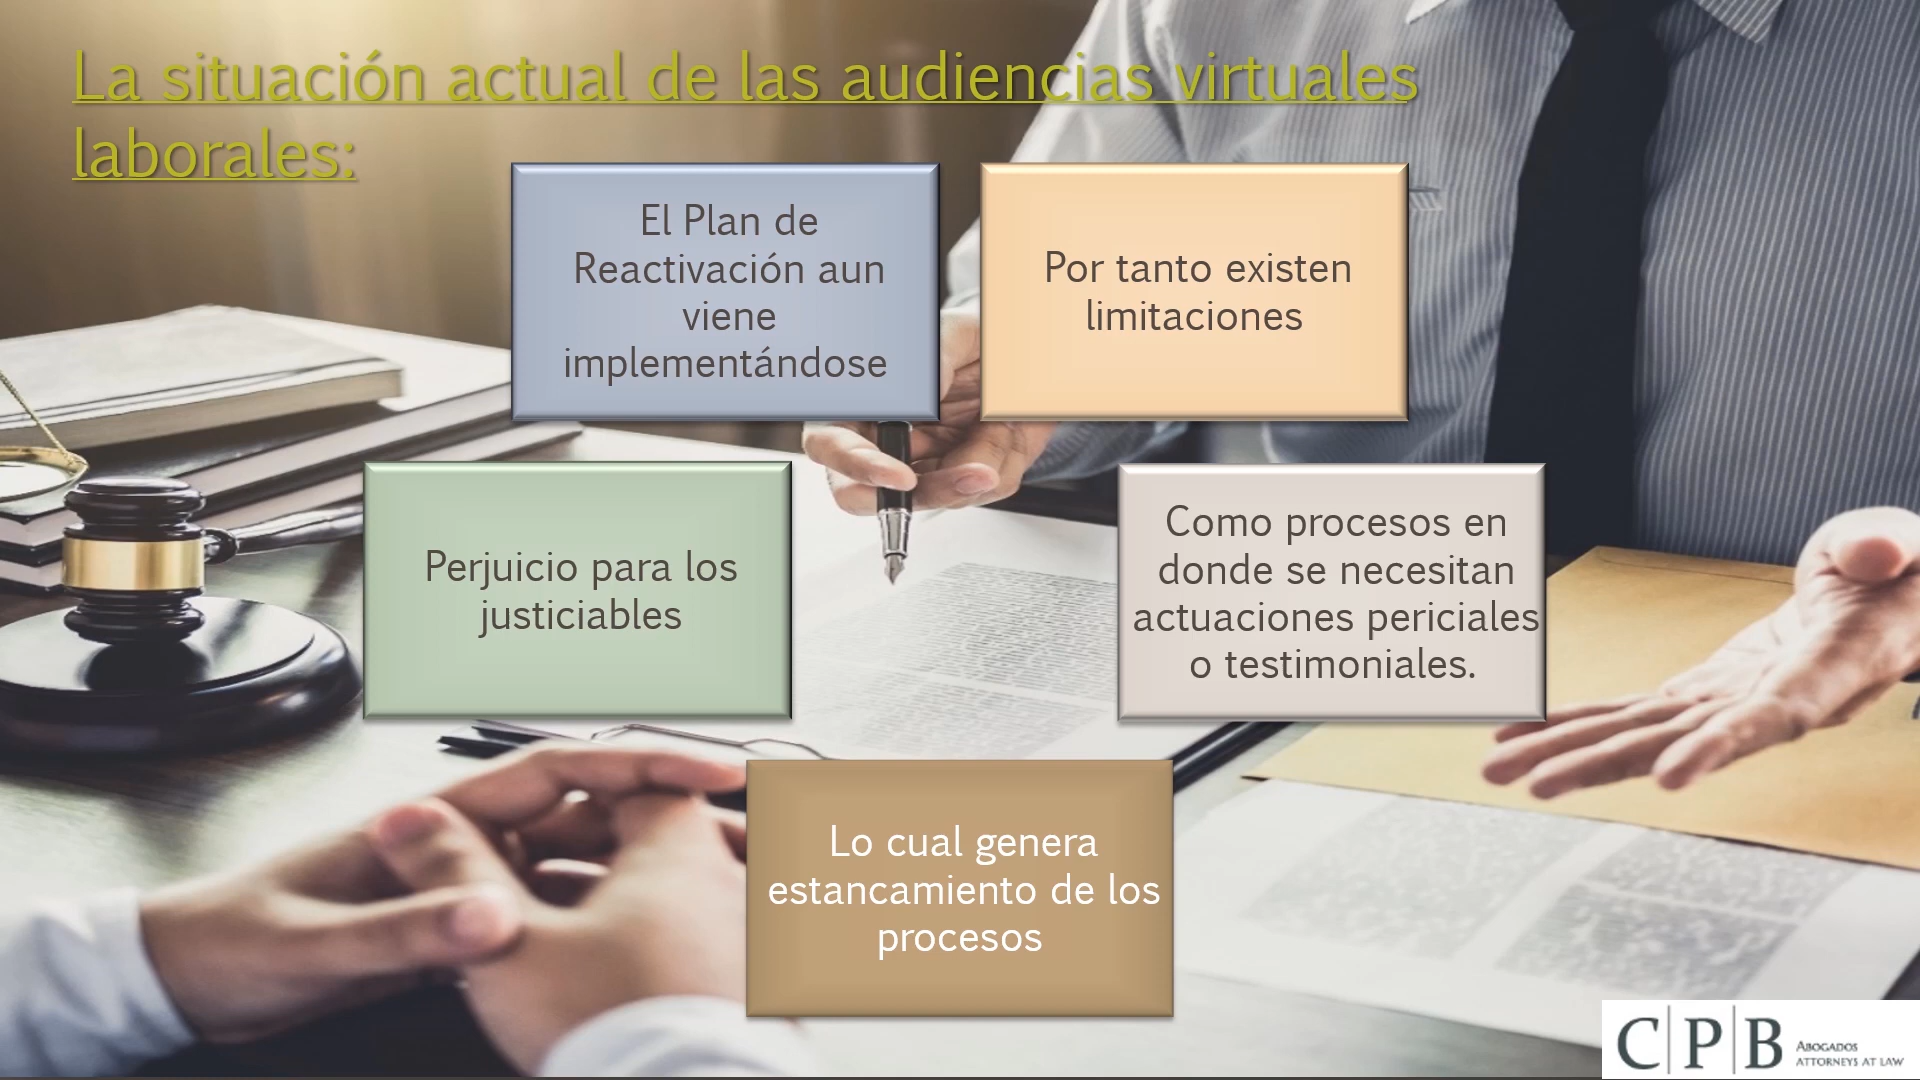 La situación actual de las audiencias virtuales
laborales:
El Plan de
Reactivación aun
viene
implementándose
Por tanto existen
limitaciones
Como procesos en
donde se necesitan
actuaciones periciales
o testimoniales.
Lo cual genera
estancamiento de los
procesos
Perjuicio para los
justiciables
C|P|B
ABOGADOS
ATTORNEYS AT LAW